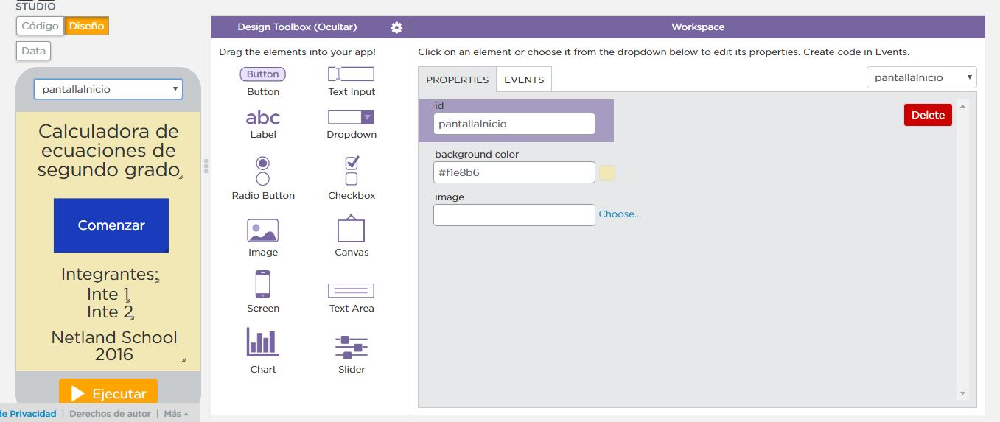 STUDIO
Código Diseño
Data
pantallaInicio
Calculadora de
ecuaciones de
segundo grado
Comenzar
Integrantes:
Inte 1
Inte 2
Netland School
2016
Ejecutar
de Privacidad | Derechos de autor | Más
Design Toolbox (Ocultar)
Drag the elements into your app!
Button
Button
Text Input
abc
Label
Dropdown
Radio Button
Checkbox
Image
Canvas
Screen
Text Area
Chart
Slider
Workspace
Click on an element or choose it from the dropdown below to edit its properties. Create code in Events.
PROPERTIES EVENTS
pantallaInicio
id
pantallaInicio
Delete
background color
#f1e8b6
image
Choose...